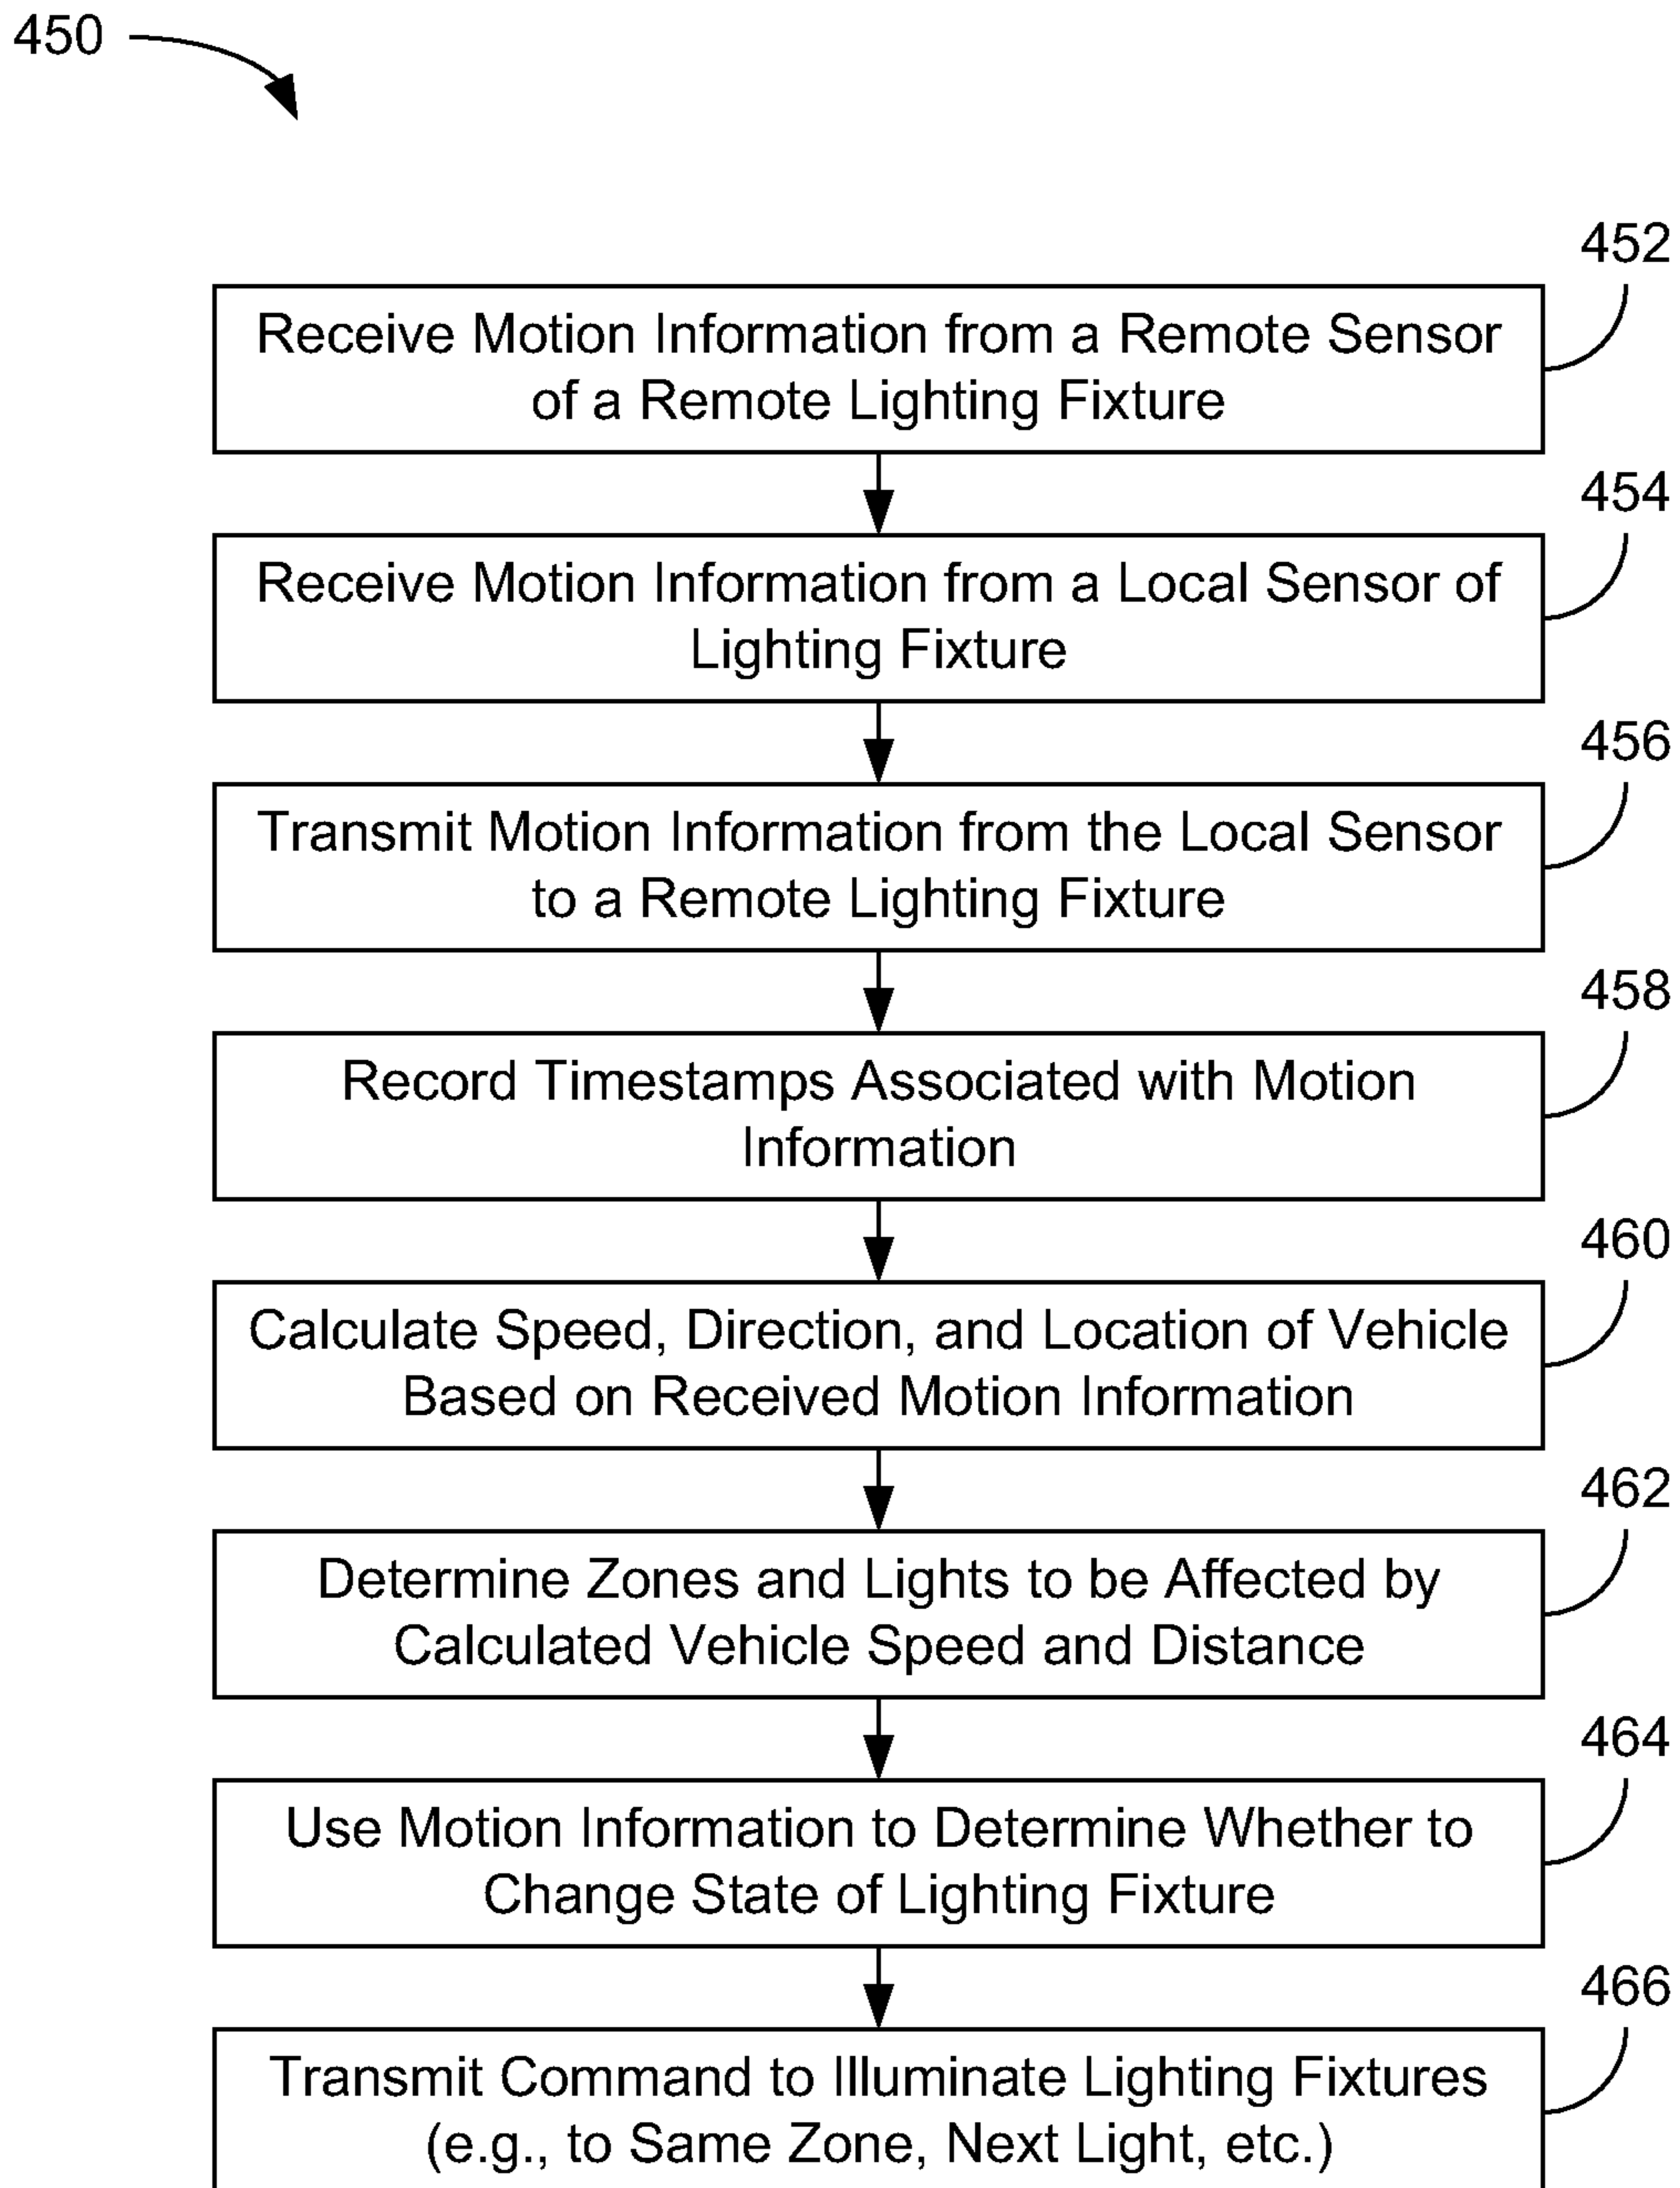 450
452
Receive Motion Information from a Remote Sensor
of a Remote Lighting Fixture
454
Receive Motion Information from a Local Sensor of
Lighting Fixture
456
Transmit Motion Information from the Local Sensor
to a Remote Lighting Fixture
458
Record Timestamps Associated with Motion
Information
460
Calculate Speed, Direction, and Location of Vehicle
Based on Received Motion Information
462
Determine Zones and Lights to be Affected by
Calculated Vehicle Speed and Distance
464
Use Motion Information to Determine Whether to
Change State of Lighting Fixture
466
Transmit Command to Illuminate Lighting Fixtures
(e.g., to Same Zone, Next Light, etc.)